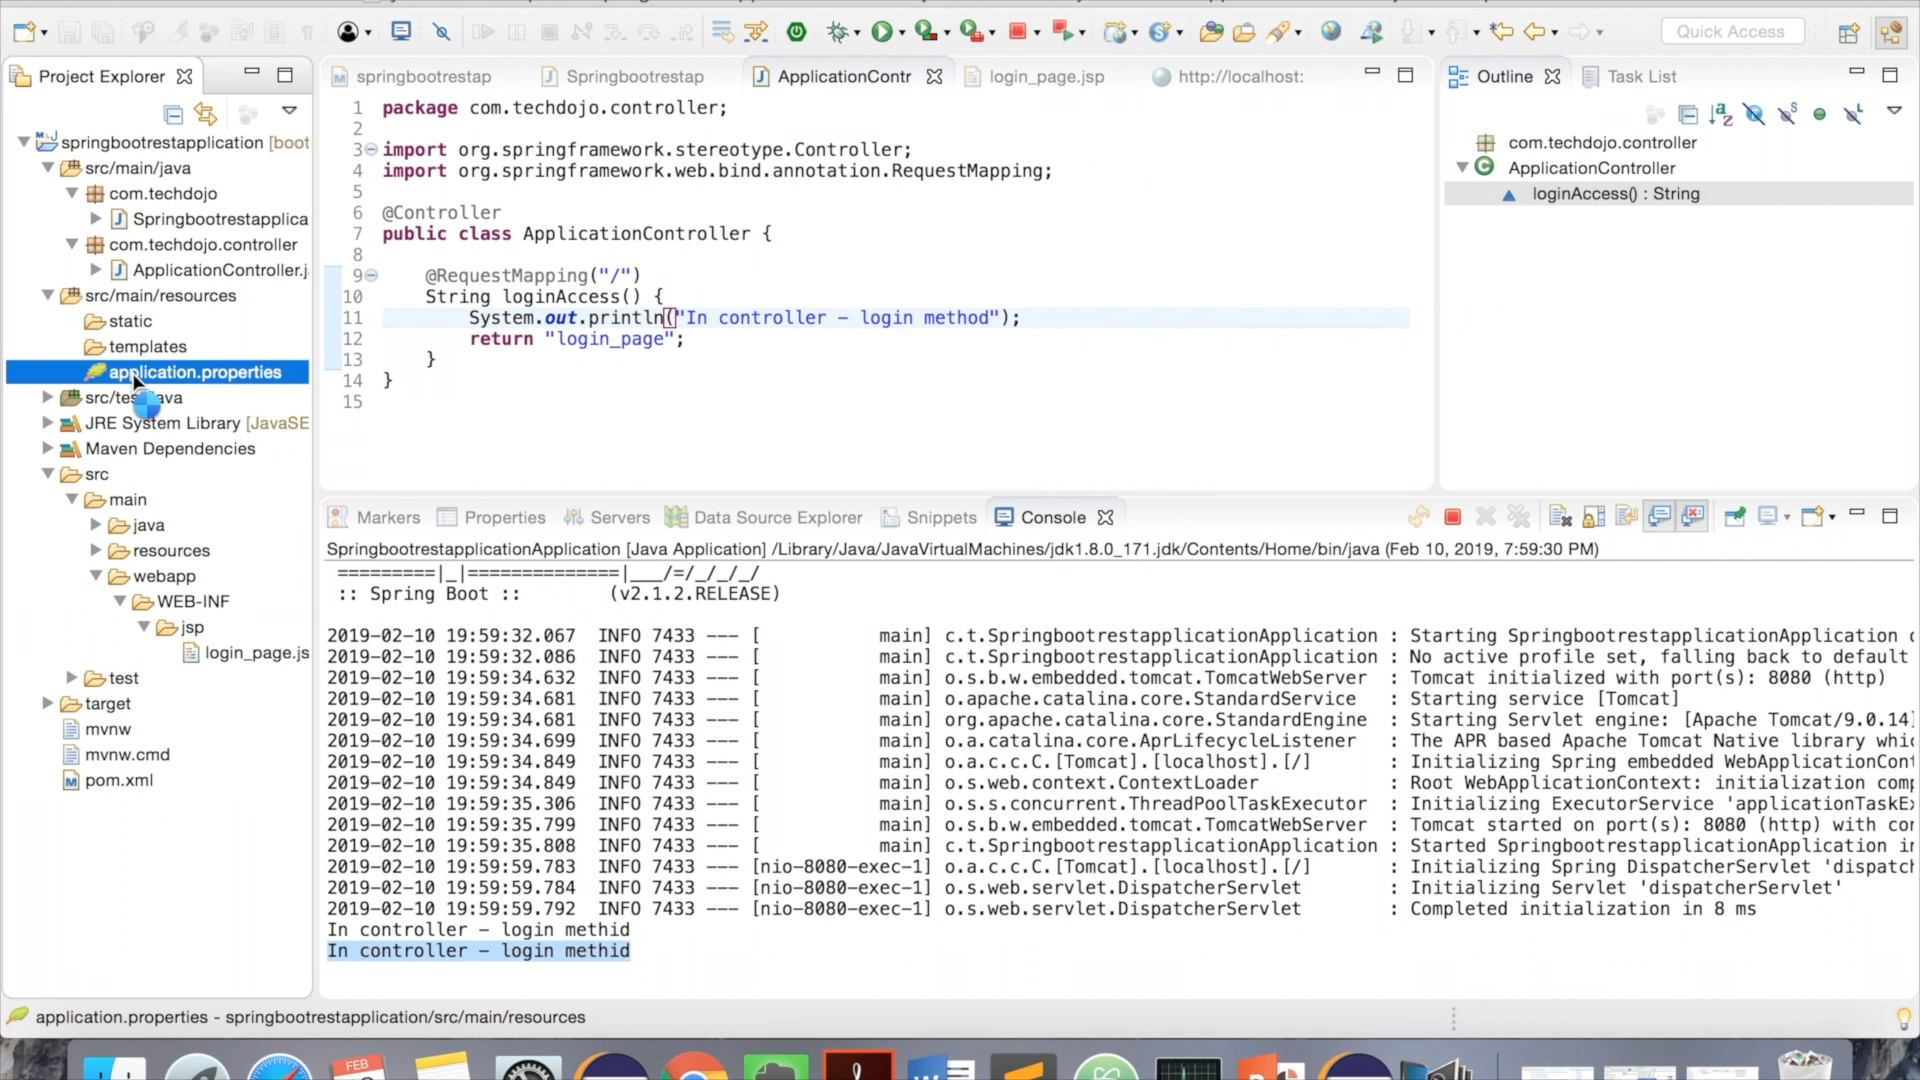 Quick Access
Project Explorer
springbootrestap
Springbootrestap
ApplicationContr
login_page.jsp
http://localhost:
Outline
Task List
springbootrestapplication [boot
src/main/java
com.techdojo
Springbootrestapplica
com.techdojo.controller
ApplicationController.j
src/main/resources
static
templates
application.properties
JRE System Library [JavaSE
Maven Dependencies
src
main
java
resources
webapp
WEB-INF
jsp
login_page.js
test
target
mvnw
mvnw.cmd
pom.xml
1 package com.techdojo.controller;
2
3 import org.springframework.stereotype.Controller;
4 import org.springframework.web.bind.annotation.RequestMapping;
5
6 @Controller
7 public class ApplicationController {
8
9 @RequestMapping("/")
10 String loginAccess() {
11 System.out.println("In controller – login method");
12 return "login_page";
13 }
14 }
15
com.techdojo.controller
ApplicationController
loginAccess() : String
Markers
Properties
Servers
Data Source Explorer
Snippets
Console
SpringbootrestapplicationApplication [Java Application] /Library/Java/JavaVirtualMachines/jdk1.8.0_171.jdk/Contents/Home/bin/java (Feb 10, 2019, 7:59:30 PM)
=========|_|==============|___/=/_/_/_/
:: Spring Boot :: (v2.1.2.RELEASE)
2019-02-10 19:59:32.067 INFO 7433 --- [ main] c.t.SpringbootrestapplicationApplication : Starting SpringbootrestapplicationApplication
2019-02-10 19:59:32.086 INFO 7433 --- [ main] c.t.SpringbootrestapplicationApplication : No active profile set, falling back to default
2019-02-10 19:59:34.632 INFO 7433 --- [ main] o.s.b.w.embedded.tomcat.TomcatWebServer : Tomcat initialized with port(s): 8080 (http)
2019-02-10 19:59:34.681 INFO 7433 --- [ main] o.apache.catalina.core.StandardService : Starting service [Tomcat]
2019-02-10 19:59:34.681 INFO 7433 --- [ main] org.apache.catalina.core.StandardEngine : Starting Servlet engine: [Apache Tomcat/9.0.14]
2019-02-10 19:59:34.699 INFO 7433 --- [ main] o.a.catalina.core.AprLifecycleListener : The APR based Apache Tomcat Native library whic
2019-02-10 19:59:34.849 INFO 7433 --- [ main] o.a.c.c.C.[Tomcat].[localhost].[/] : Initializing Spring embedded WebApplicationCont
2019-02-10 19:59:34.849 INFO 7433 --- [ main] o.s.web.context.ContextLoader : Root WebApplicationContext: initialization comp
2019-02-10 19:59:35.306 INFO 7433 --- [ main] o.s.s.concurrent.ThreadPoolTaskExecutor : Initializing ExecutorService 'applicationTaskEx
2019-02-10 19:59:35.799 INFO 7433 --- [ main] o.s.b.w.embedded.tomcat.TomcatWebServer : Tomcat started on port(s): 8080 (http) with con
2019-02-10 19:59:35.808 INFO 7433 --- [ main] c.t.SpringbootrestapplicationApplication : Started SpringbootrestapplicationApplication in
2019-02-10 19:59:59.783 INFO 7433 --- [nio-8080-exec-1] o.a.c.c.C.[Tomcat].[localhost].[/] : Initializing Spring DispatcherServlet 'dispatch
2019-02-10 19:59:59.784 INFO 7433 --- [nio-8080-exec-1] o.s.web.servlet.DispatcherServlet : Initializing Servlet 'dispatcherServlet'
2019-02-10 19:59:59.792 INFO 7433 --- [nio-8080-exec-1] o.s.web.servlet.DispatcherServlet : Completed initialization in 8 ms
In controller – login methid
In controller – login methid
application.properties - springbootrestapplication/src/main/resources
FEB